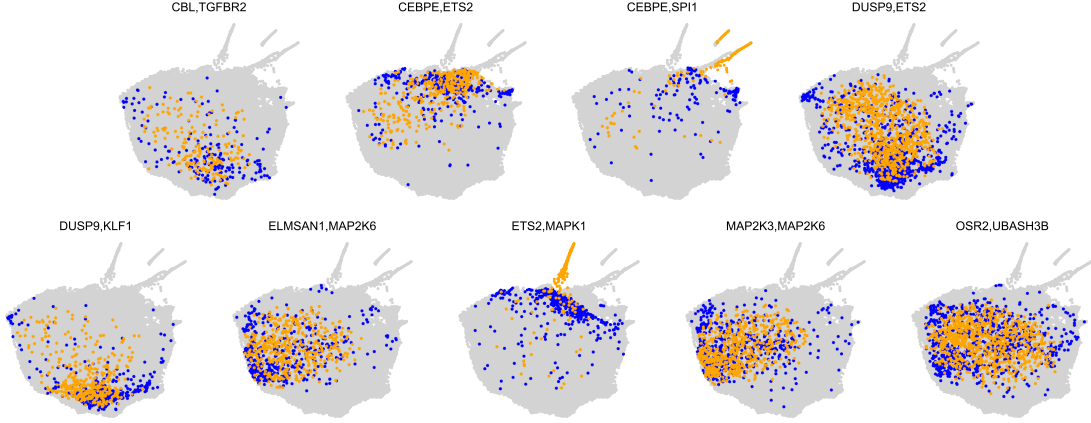 CBL,TGFBR2
CEBPE,ETS2
CEBPE,SPI1
DUSP9,ETS2
DUSP9,KLF1
ELMSAN1,MAP2K6
ETS2,MAPK1
MAP2K3,MAP2K6
OSR2,UBASH3B